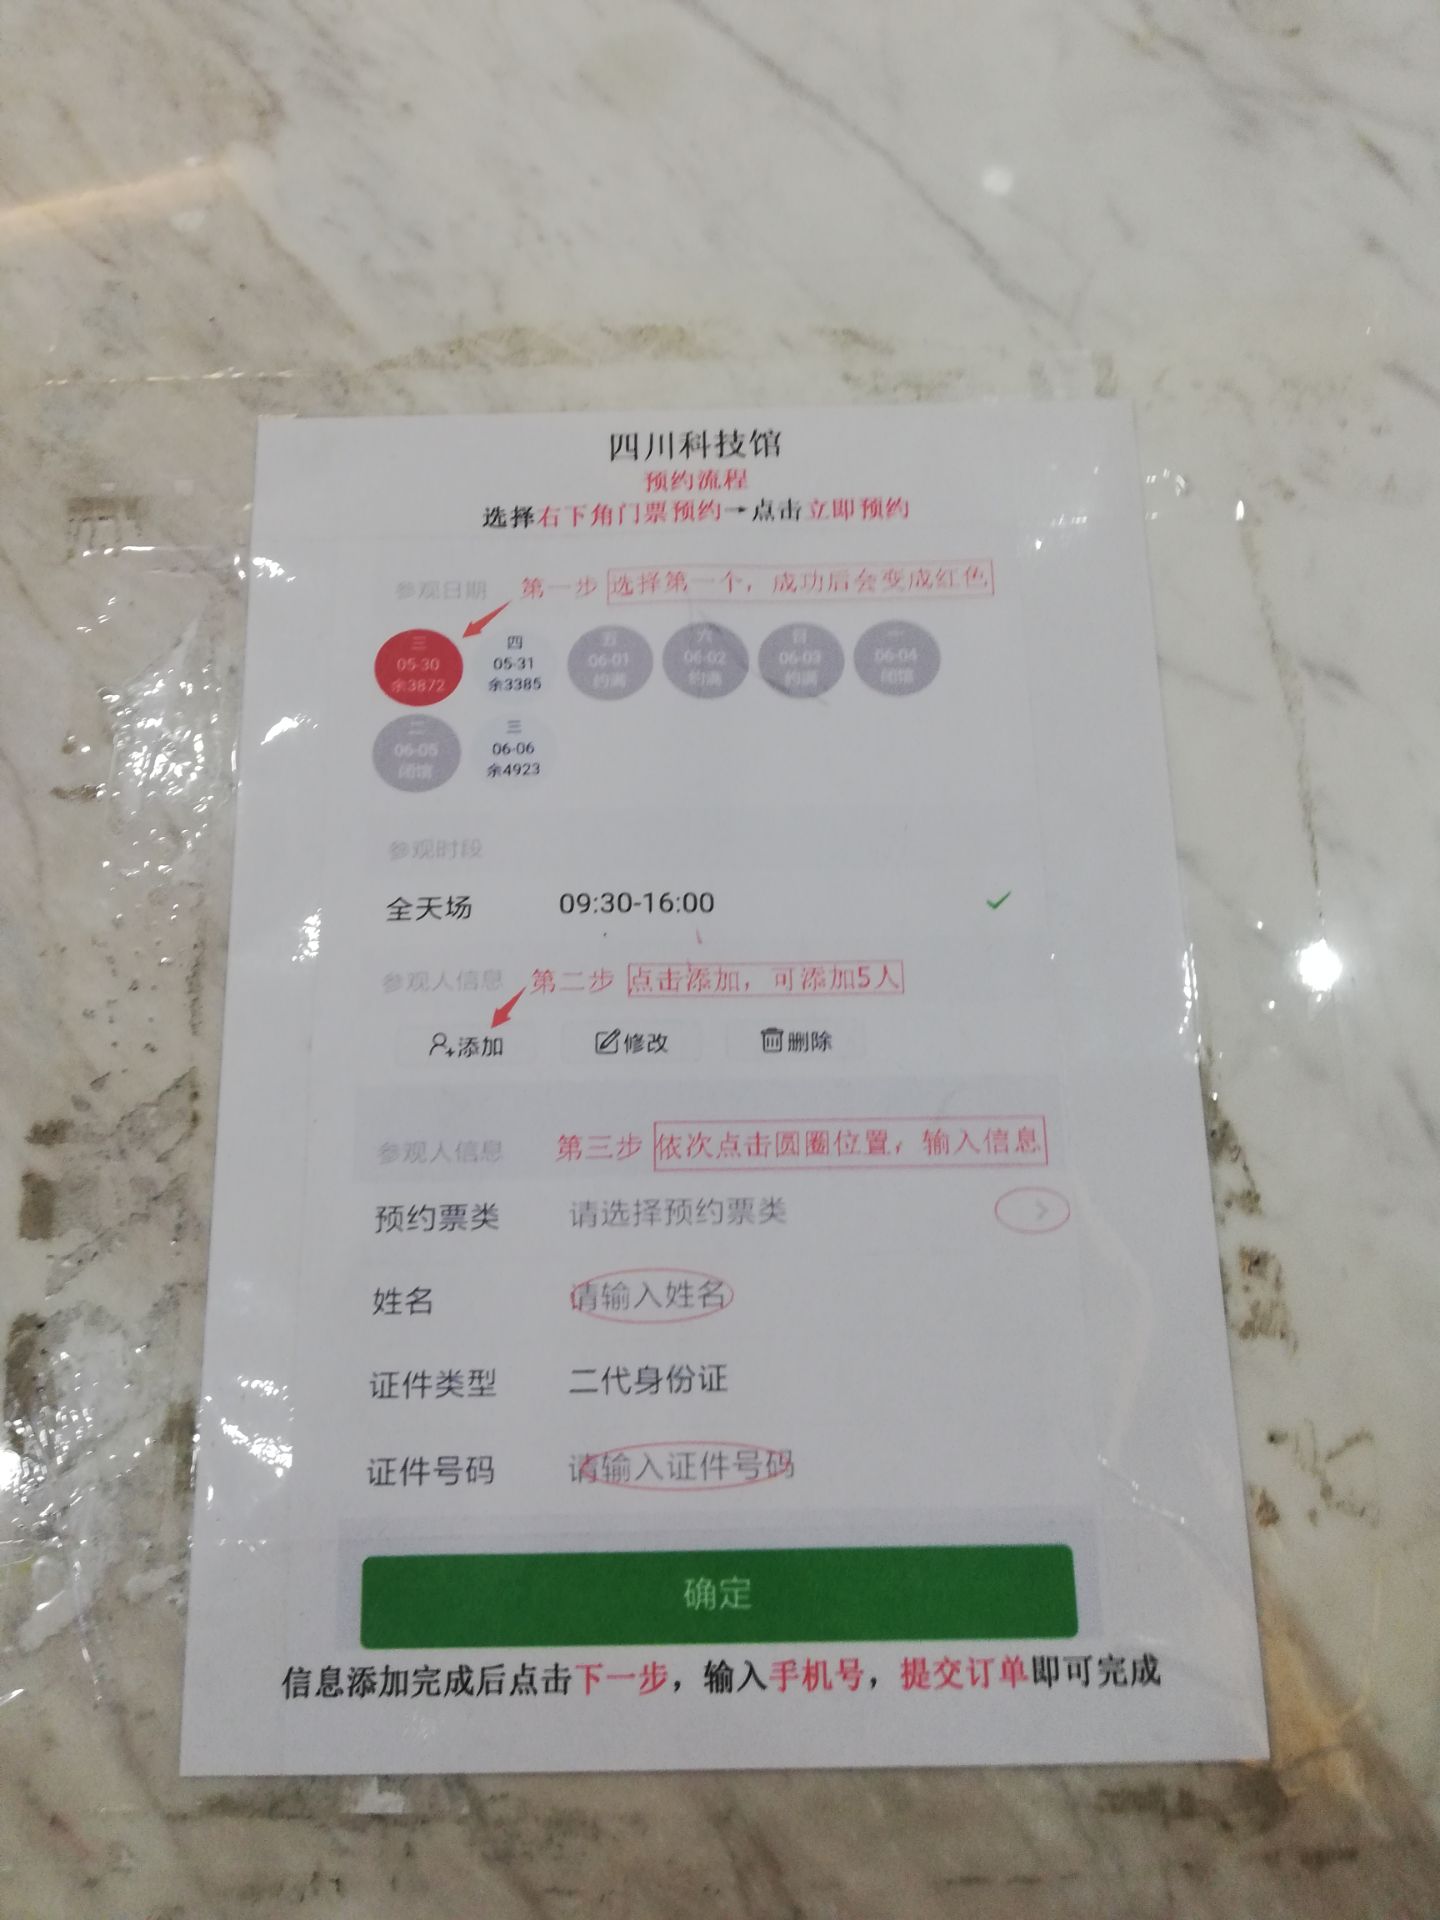 四川科技馆
预约流程
选择右下角门票预约→点击立即预约
参观日期 第一步 选择第一个，成功后会变成红色
三 四 五 六 日 一
05-30 05-31 06-01 06-02 06-03 06-04
余3872 余3385 约满 约满 约满 闭馆
二 三
06-05 06-06
闭馆 余4923
参观时段
全天场 09:30-16:00
参观人信息 第二步 点击添加，可添加5人
添加 修改 删除
参观人信息 第三步 依次点击圆圈位置，输入信息
预约票类 请选择预约票类
姓名 请输入姓名
证件类型 二代身份证
证件号码 请输入证件号码
确定
信息添加完成后点击下一步，输入手机号，提交订单即可完成